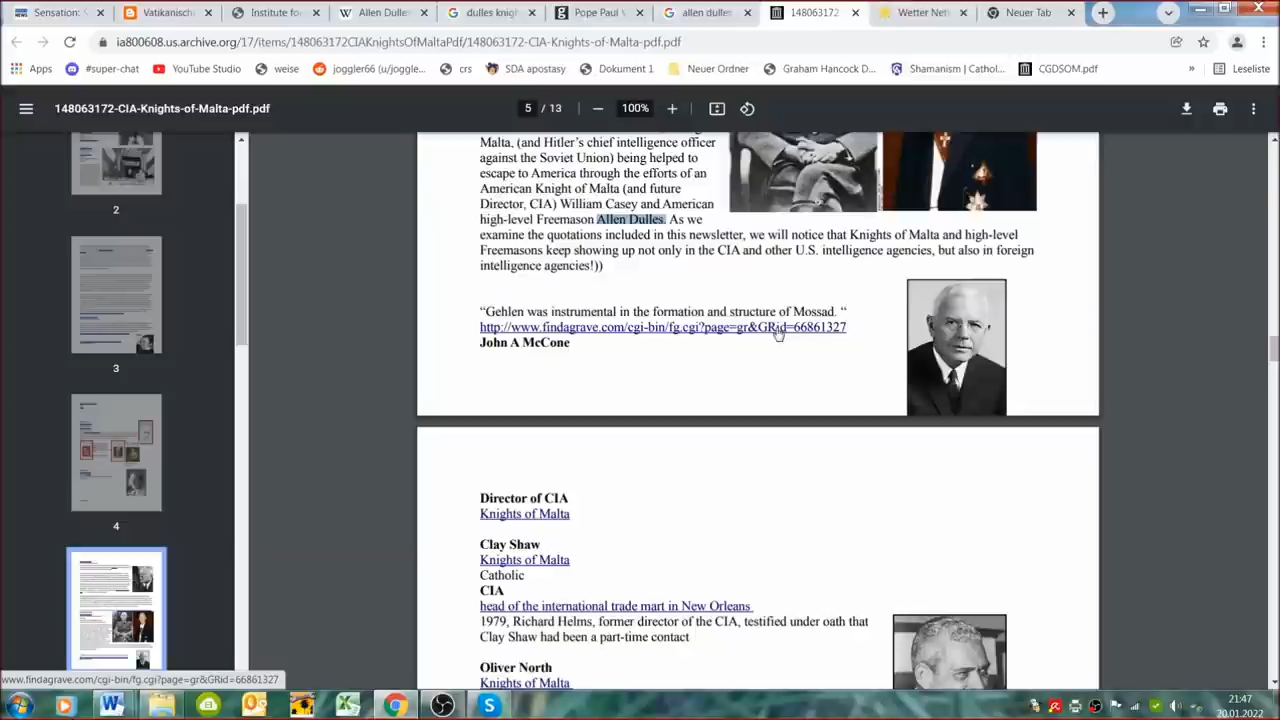 Sensation: 
Vatikanische
Institute fo
Allen Dulle
dulles knigh
Pope Paul V
allen dulles
148063172
Wetter Net
Neuer Tab
ia800608.us.archive.org/17/items/148063172CIAKnightsOfMaltaPdf/148063172-CIA-Knights-of-Malta-pdf.pdf
Apps
#super-chat
YouTube Studio
weise
joggler66 (u/joggle...
crs
SDA apostasy
Dokument 1
Neuer Ordner
Graham Hancock D...
Shamanism | Cathol...
CGDSOM.pdf
»
Leseliste
148063172-CIA-Knights-of-Malta-pdf.pdf
5 / 13
100%
2
3
4
Malta, (and Hitler's chief intelligence officer
against the Soviet Union) being helped to
escape to America through the efforts of an
American Knight of Malta (and future
Director, CIA) William Casey and American
high-level Freemason Allen Dulles. As we
examine the quotations included in this newsletter, we will notice that Knights of Malta and high-level
Freemasons keep showing up not only in the CIA and other U.S. intelligence agencies, but also in foreign
intelligence agencies!))
“Gehlen was instrumental in the formation and structure of Mossad. “
http://www.findagrave.com/cgi-bin/fg.cgi?page=gr&GRid=66861327
John A McCone
Director of CIA
Knights of Malta
Clay Shaw
Knights of Malta
Catholic
CIA
head of the international trade mart in New Orleans
1979, Richard Helms, former director of the CIA, testified under oath that
Clay Shaw had been a part-time contact
Oliver North
Knights of Malta
www.findagrave.com/cgi-bin/fg.cgi?page=gr&GRid=66861327
21:47
20.01.2022